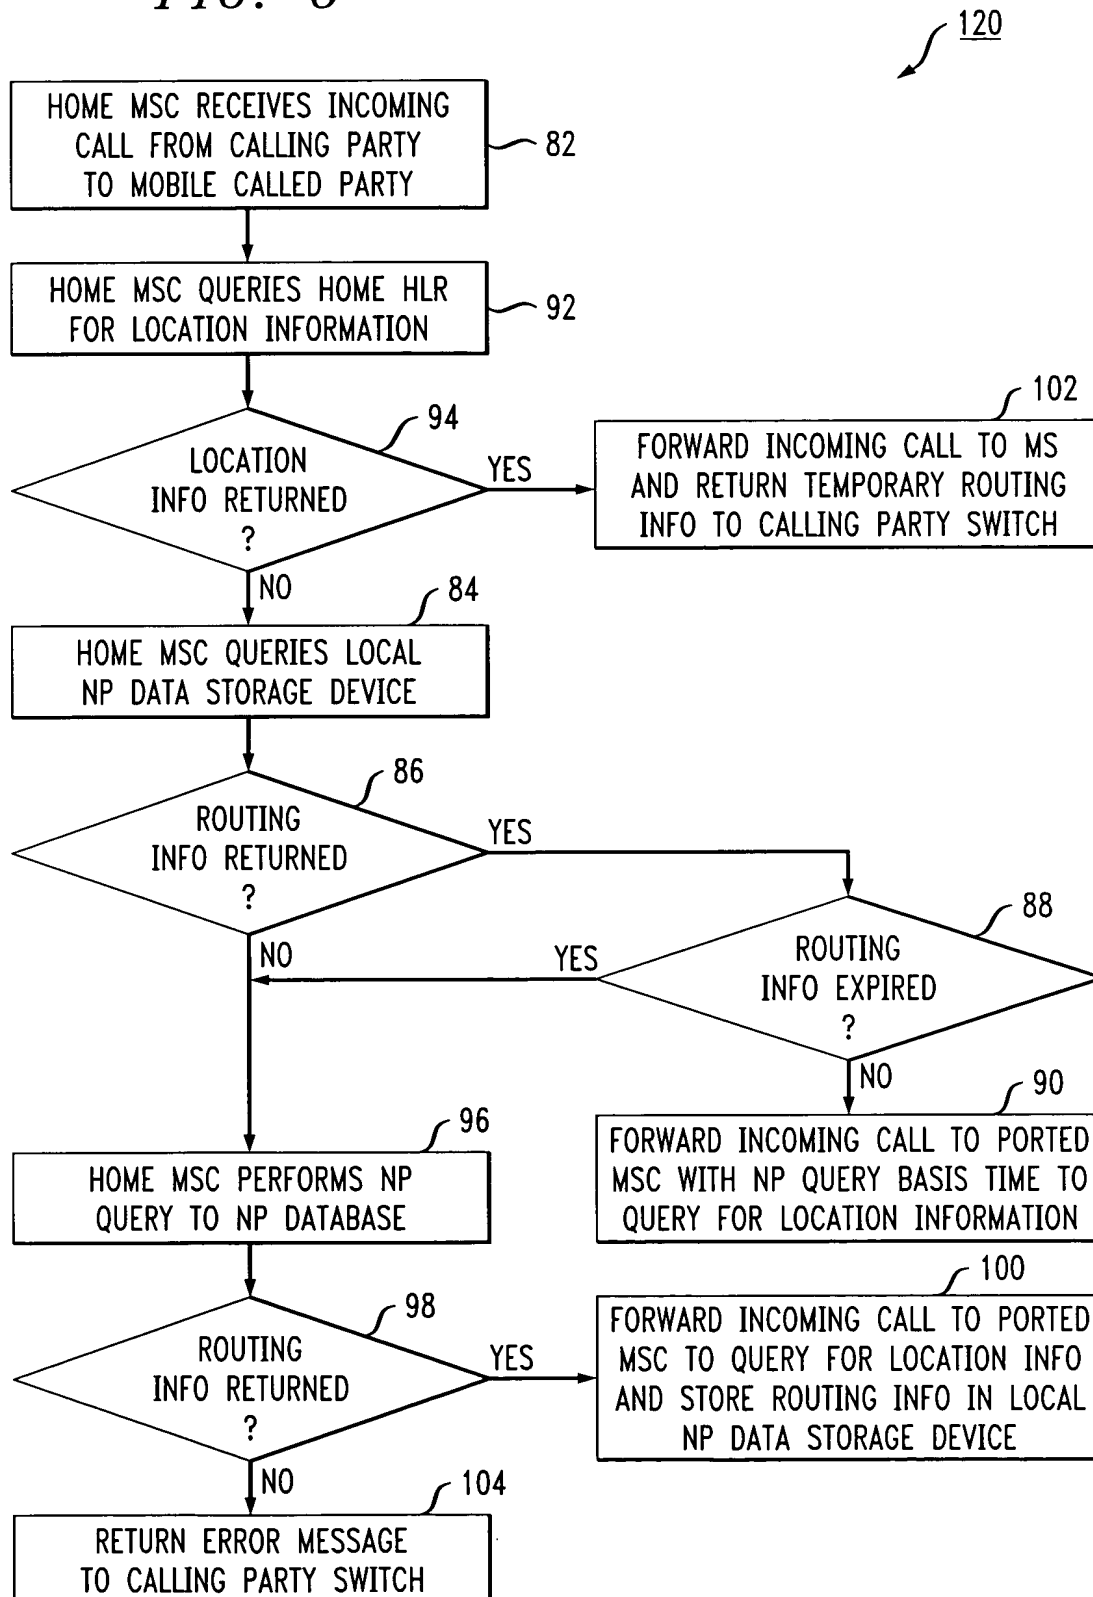 120
HOME MSC RECEIVES INCOMING
CALL FROM CALLING PARTY
TO MOBILE CALLED PARTY
82
HOME MSC QUERIES HOME HLR
FOR LOCATION INFORMATION
92
LOCATION
INFO RETURNED
?
94
YES
NO
FORWARD INCOMING CALL TO MS
AND RETURN TEMPORARY ROUTING
INFO TO CALLING PARTY SWITCH
102
HOME MSC QUERIES LOCAL
NP DATA STORAGE DEVICE
84
ROUTING
INFO RETURNED
?
86
YES
NO
ROUTING
INFO EXPIRED
?
88
YES
NO
FORWARD INCOMING CALL TO PORTED
MSC WITH NP QUERY BASIS TIME TO
QUERY FOR LOCATION INFORMATION
90
HOME MSC PERFORMS NP
QUERY TO NP DATABASE
96
ROUTING
INFO RETURNED
?
98
YES
NO
FORWARD INCOMING CALL TO PORTED
MSC TO QUERY FOR LOCATION INFO
AND STORE ROUTING INFO IN LOCAL
NP DATA STORAGE DEVICE
100
RETURN ERROR MESSAGE
TO CALLING PARTY SWITCH
104